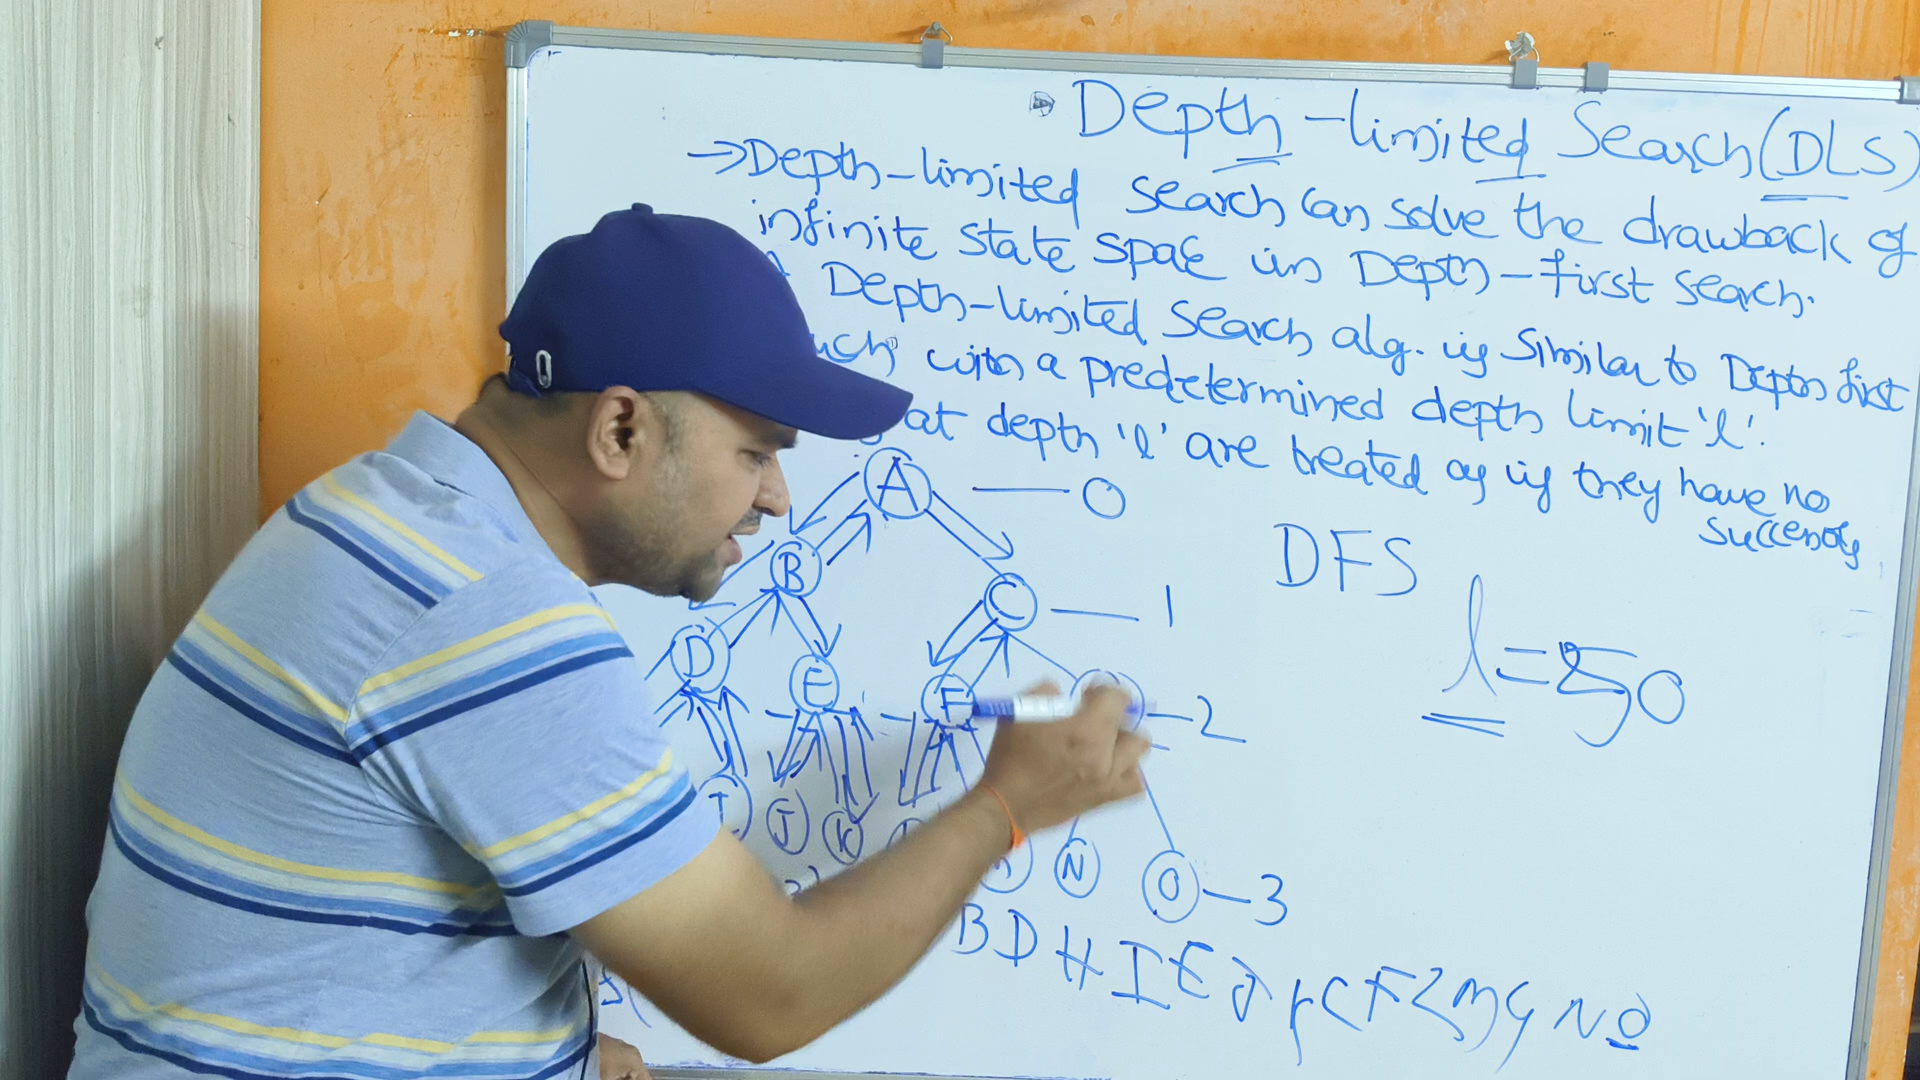 Depth-limited Search (DLS)
→ Depth-limited search can solve the drawback of
infinite state space in Depth-first search.
Depth-limited search alg. is similar to Depth first
with a predetermined depth limit 'l'.
at depth 'l' are treated as if they have no
successors
A — 0
DFS
B
C — 1
l = 50
D
E
F
— 2
I
J
K
N
O — 3
B D H I E J K C F L M G N O